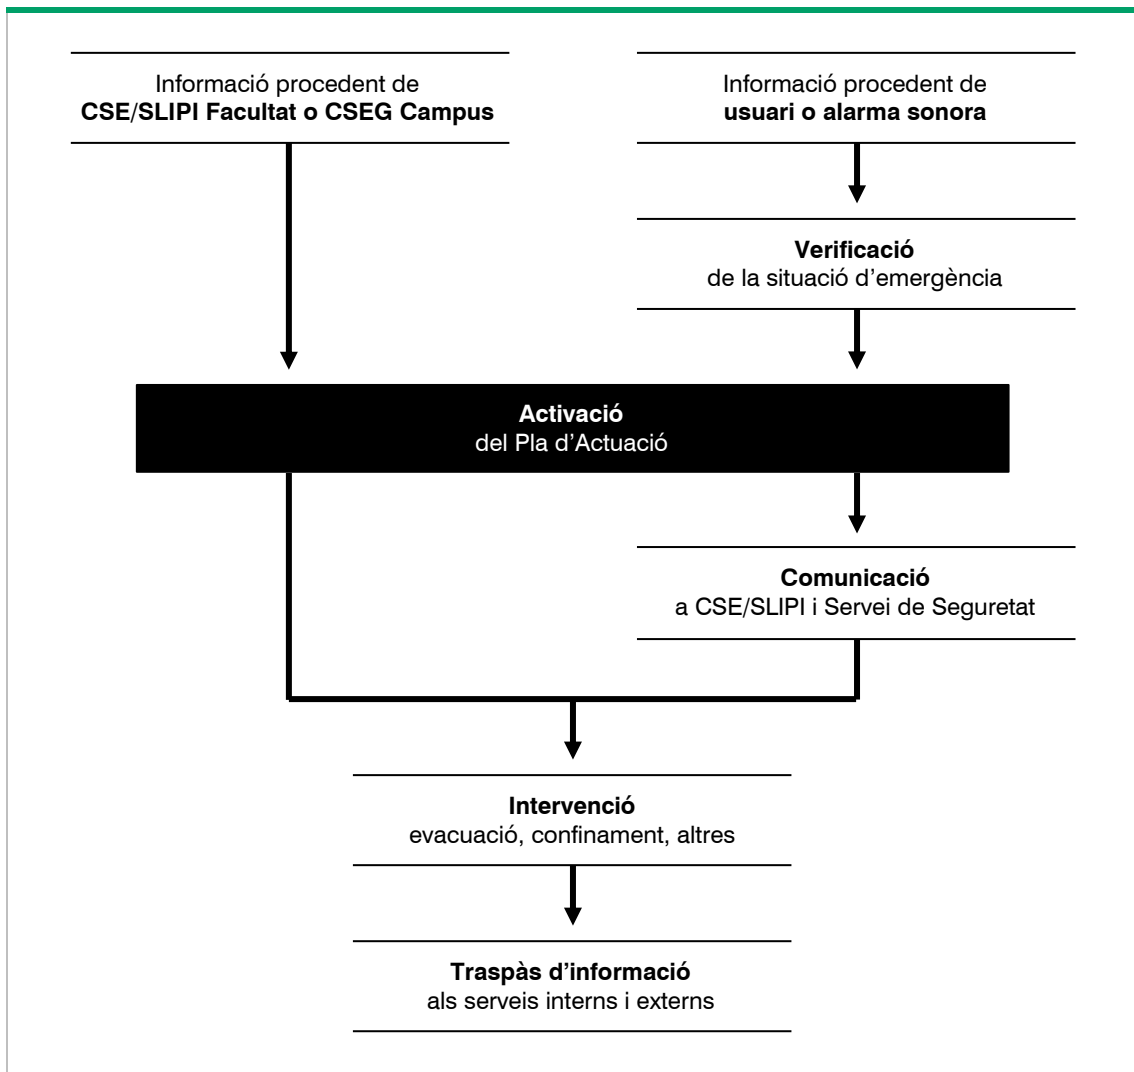 Informació procedent de
CSE/SLIPI Facultat o CSEG Campus
Informació procedent de
usuari o alarma sonora
Verificació
de la situació d’emergència
Activació
del Pla d’Actuació
Comunicació
a CSE/SLIPI i Servei de Seguretat
Intervenció
evacuació, confinament, altres
Traspàs d’informació
als serveis interns i externs